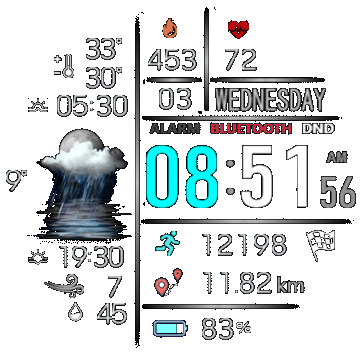 33°
30°
05:30
9°
19:30
7
45
453 72
03 WEDNESDAY
ALARM BLUETOOTH DND
08:51 AM
56
12198
11.82 km
83%